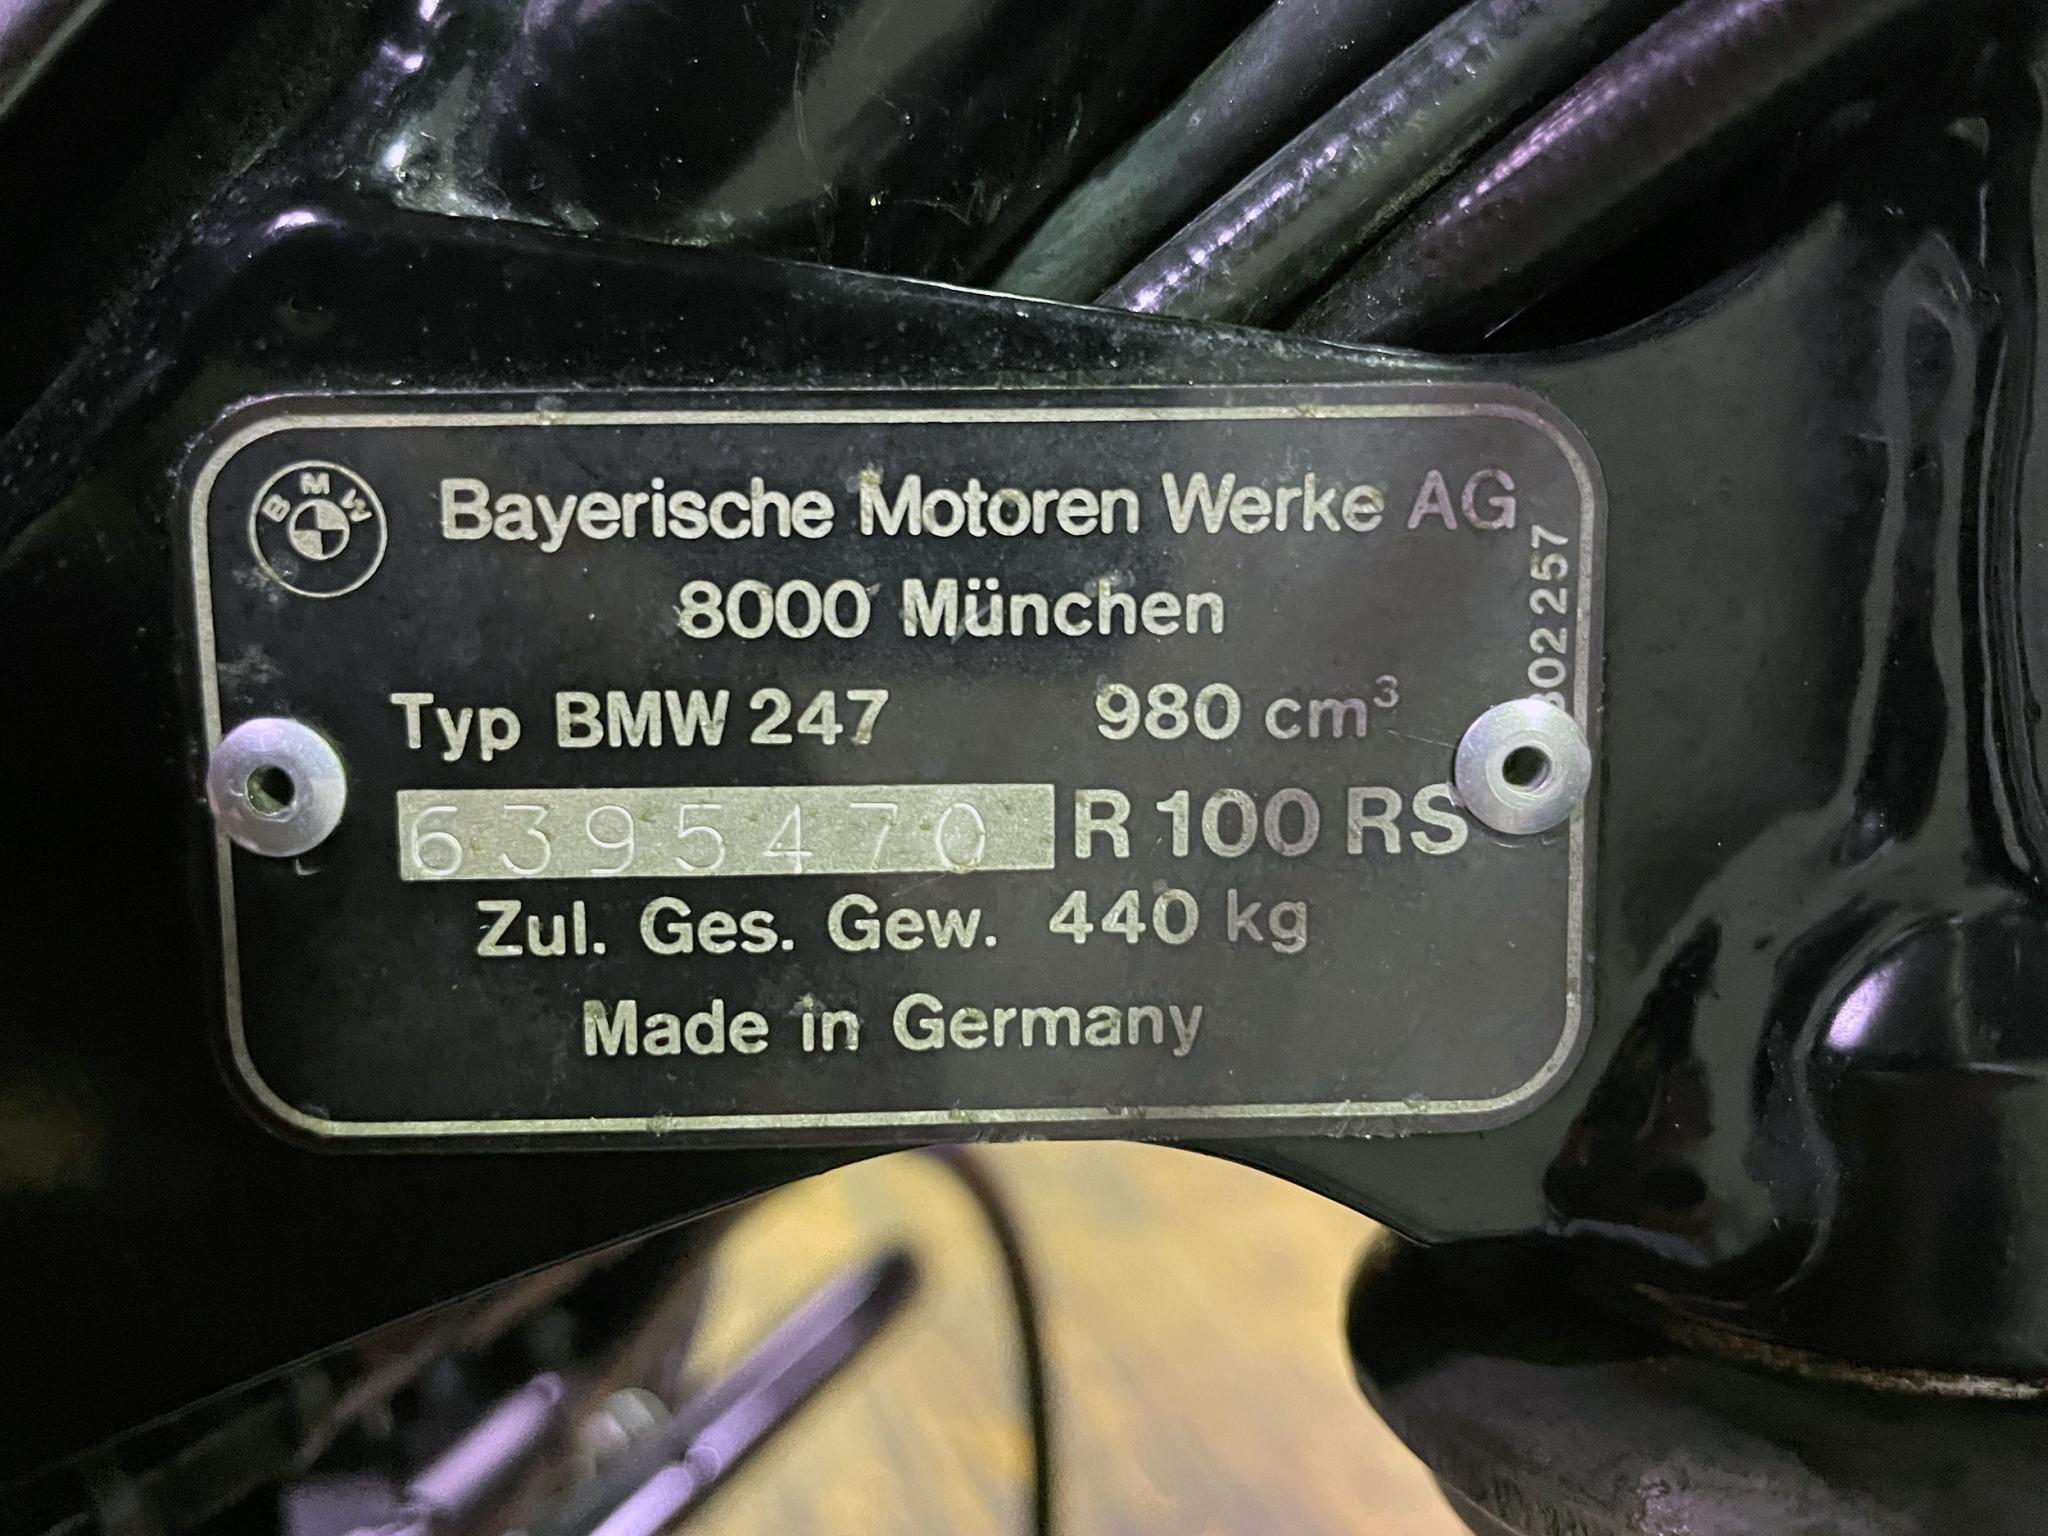 BMW
Bayerische Motoren Werke AG
8000 München
Typ BMW 247 980 cm³
6395470 R 100 RS
Zul. Ges. Gew. 440 kg
Made in Germany
02 257